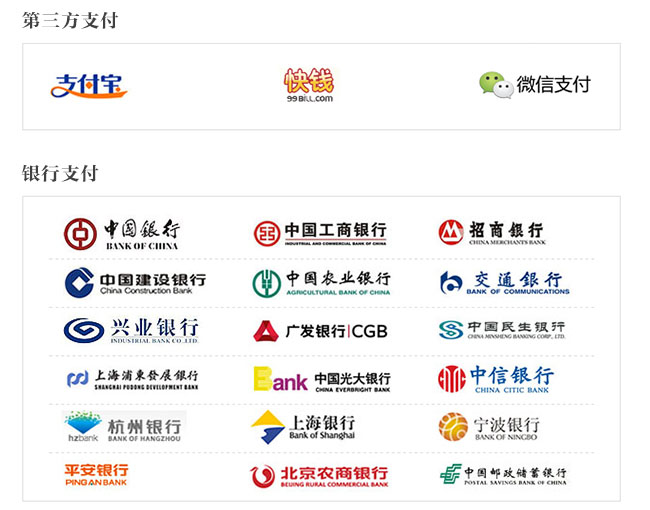 第三方支付
支付宝
快钱
99BILL.COM
微信支付
银行支付
中国銀行
BANK OF CHINA
中国工商银行
INDUSTRIAL AND COMMERCIAL BANK OF CHINA
招商銀行
CHINA MERCHANTS BANK
中国建设银行
China Construction Bank
中国农业银行
AGRICULTURAL BANK OF CHINA
交通銀行
BANK OF COMMUNICATIONS
兴业银行
INDUSTRIAL BANK CO.,LTD.
广发银行|CGB
中国民生银行
CHINA MINSHENG BANKING CORP., LTD.
上海浦東發展銀行
SHANGHAI PUDONG DEVELOPMENT BANK
Bank
中国光大银行
CHINA EVERBRIGHT BANK
中信银行
CHINA CITIC BANK
hzbank
杭州银行
BANK OF HANGZHOU
上海银行
Bank of Shanghai
宁波银行
BANK OF NINGBO
平安银行
PINGAN BANK
北京农商银行
BEIJING RURAL COMMERCIAL BANK
中国邮政储蓄银行
POSTAL SAVINGS BANK OF CHINA